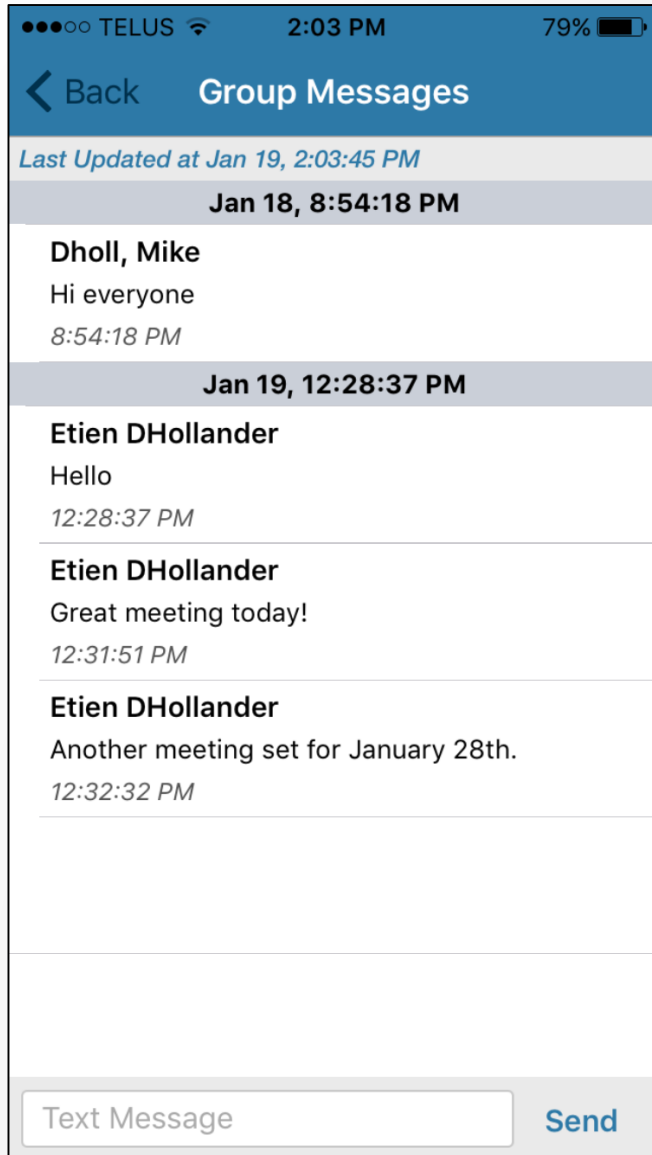 TELUS 2:03 PM 79%
Back Group Messages
Last Updated at Jan 19, 2:03:45 PM
Jan 18, 8:54:18 PM
Dholl, Mike
Hi everyone
8:54:18 PM
Jan 19, 12:28:37 PM
Etien DHollander
Hello
12:28:37 PM
Etien DHollander
Great meeting today!
12:31:51 PM
Etien DHollander
Another meeting set for January 28th.
12:32:32 PM
Text Message Send